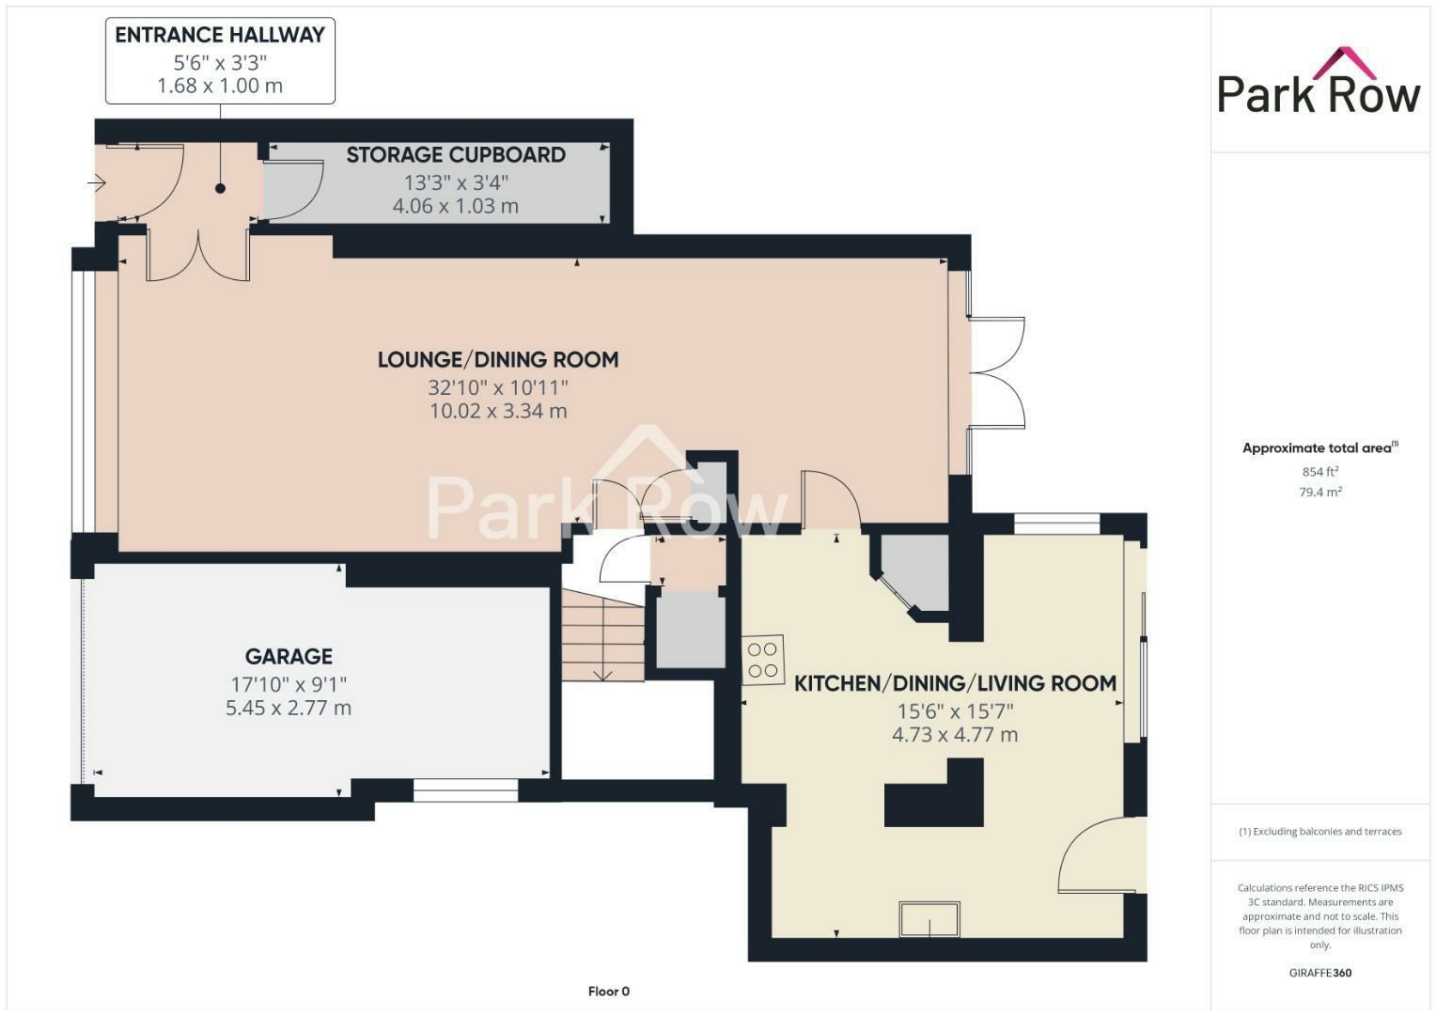 ENTRANCE HALLWAY
5'6" x 3'3"
1.68 x 1.00 m
STORAGE CUPBOARD
13'3" x 3'4"
4.06 x 1.03 m
LOUNGE/DINING ROOM
32'10" x 10'11"
10.02 x 3.34 m
Park Row
GARAGE
17'10" x 9'1"
5.45 x 2.77 m
KITCHEN/DINING/LIVING ROOM
15'6" x 15'7"
4.73 x 4.77 m
Floor 0
Park Row
Approximate total area(1)
854 ft²
79.4 m²
(1) Excluding balconies and terraces
Calculations reference the RICS IPMS
3C standard. Measurements are
approximate and not to scale. This
floor plan is intended for illustration
only.
GIRAFFE360